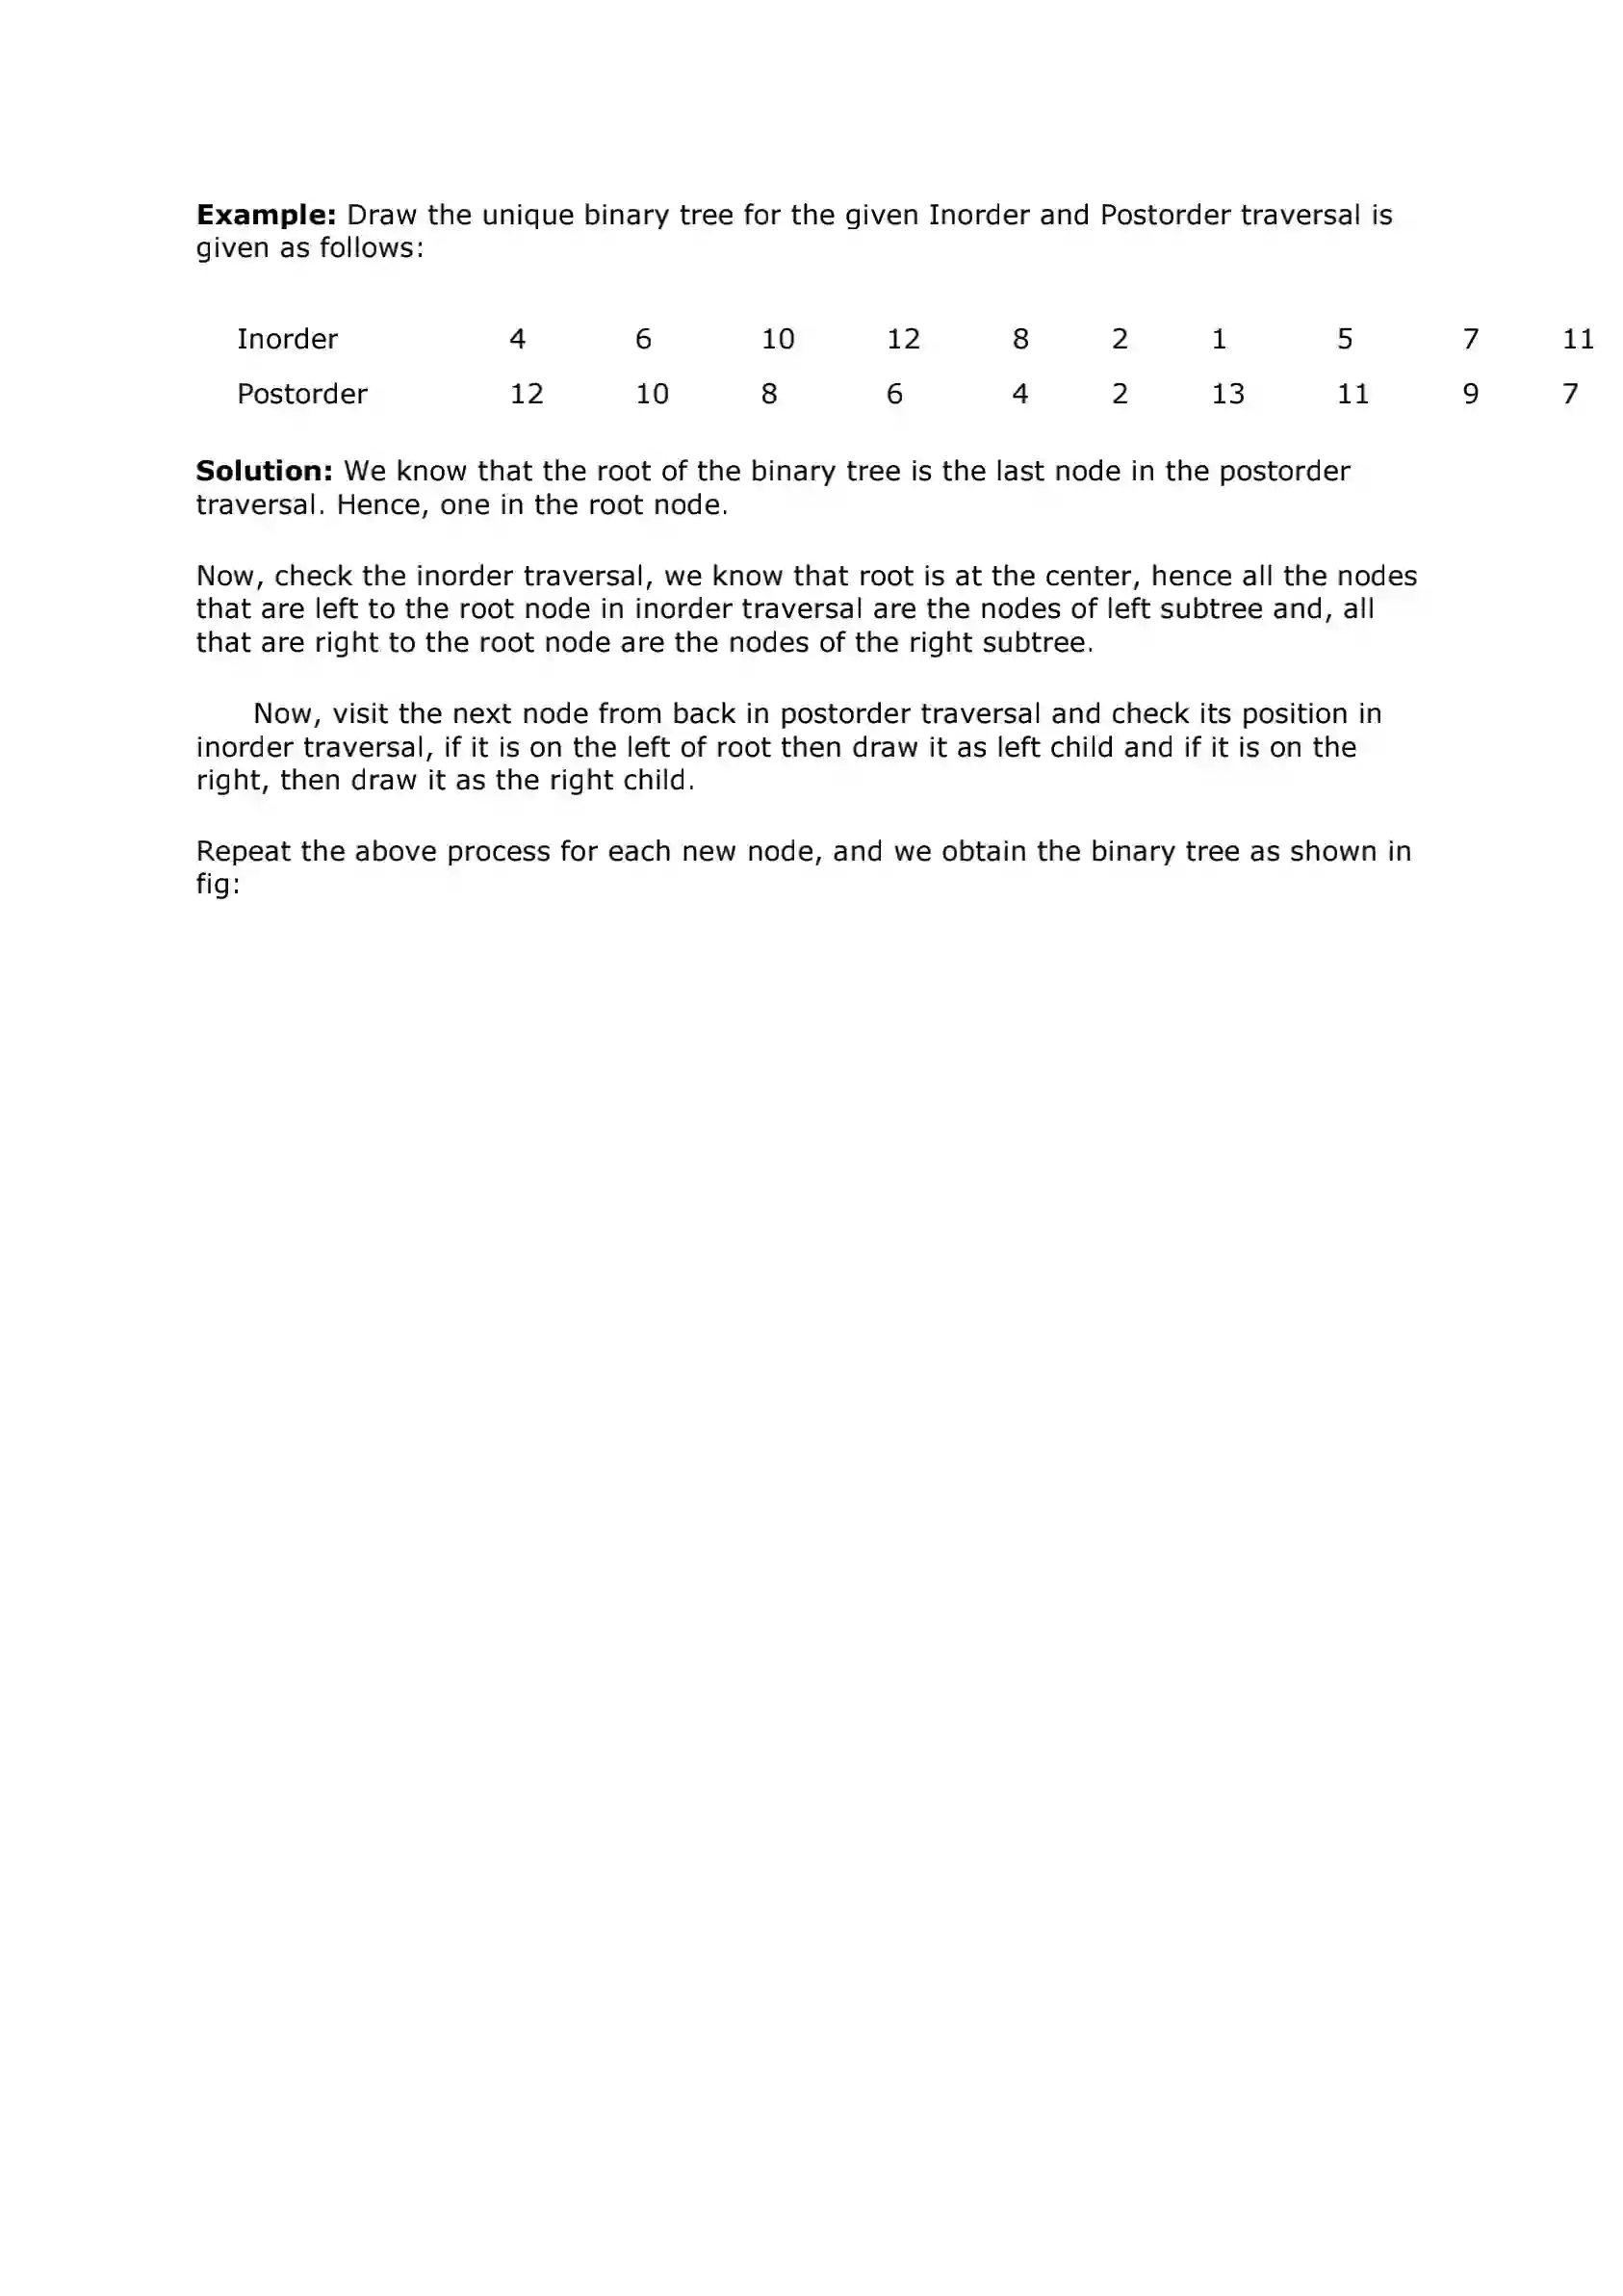 Example: Draw the unique binary tree for the given Inorder and Postorder traversal is
given as follows:
Inorder 4 6 10 12 8 2 1 5 7 11
Postorder 12 10 8 6 4 2 13 11 9 7
Solution: We know that the root of the binary tree is the last node in the postorder
traversal. Hence, one in the root node.
Now, check the inorder traversal, we know that root is at the center, hence all the nodes
that are left to the root node in inorder traversal are the nodes of left subtree and, all
that are right to the root node are the nodes of the right subtree.
Now, visit the next node from back in postorder traversal and check its position in
inorder traversal, if it is on the left of root then draw it as left child and if it is on the
right, then draw it as the right child.
Repeat the above process for each new node, and we obtain the binary tree as shown in
fig: